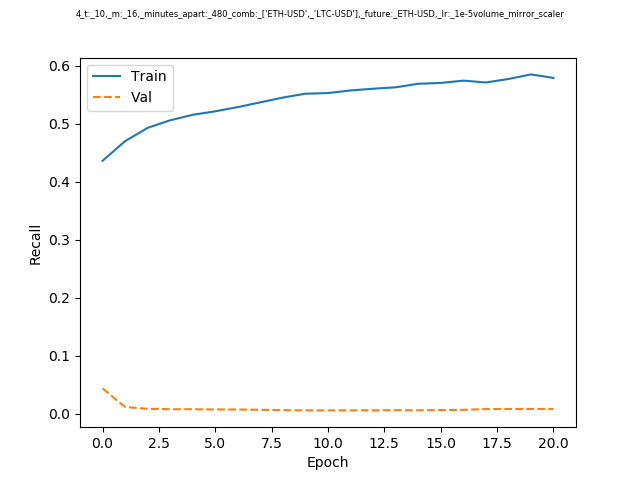 4_t:_10,_m:_16,_minutes_apart:_480_comb:_['ETH-USD',_'LTC-USD'],_future:_ETH-USD,_lr:_1e-5volume_mirror_scaler
Train
Val
0.6
0.5
0.4
0.3
0.2
0.1
0.0
Recall
0.0 2.5 5.0 7.5 10.0 12.5 15.0 17.5 20.0
Epoch